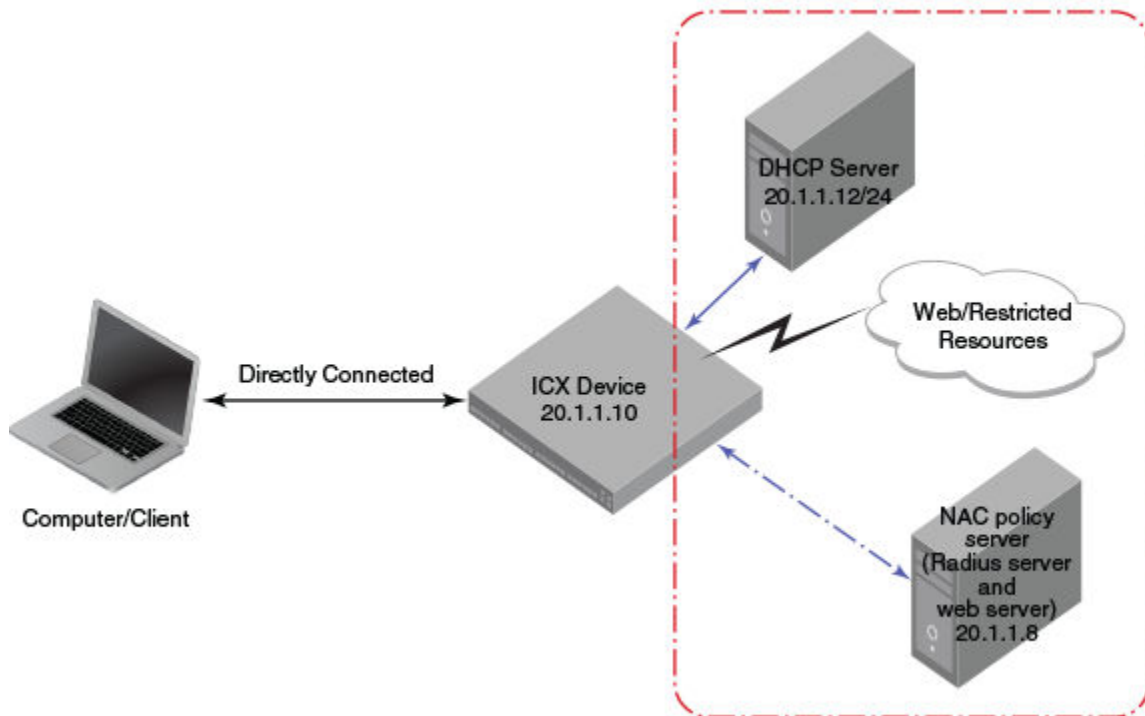 DHCP Server
20.1.1.12/24
Web/Restricted
Resources
Directly Connected
ICX Device
20.1.1.10
Computer/Client
NAC policy
server
(Radius server
and
web server)
20.1.1.8